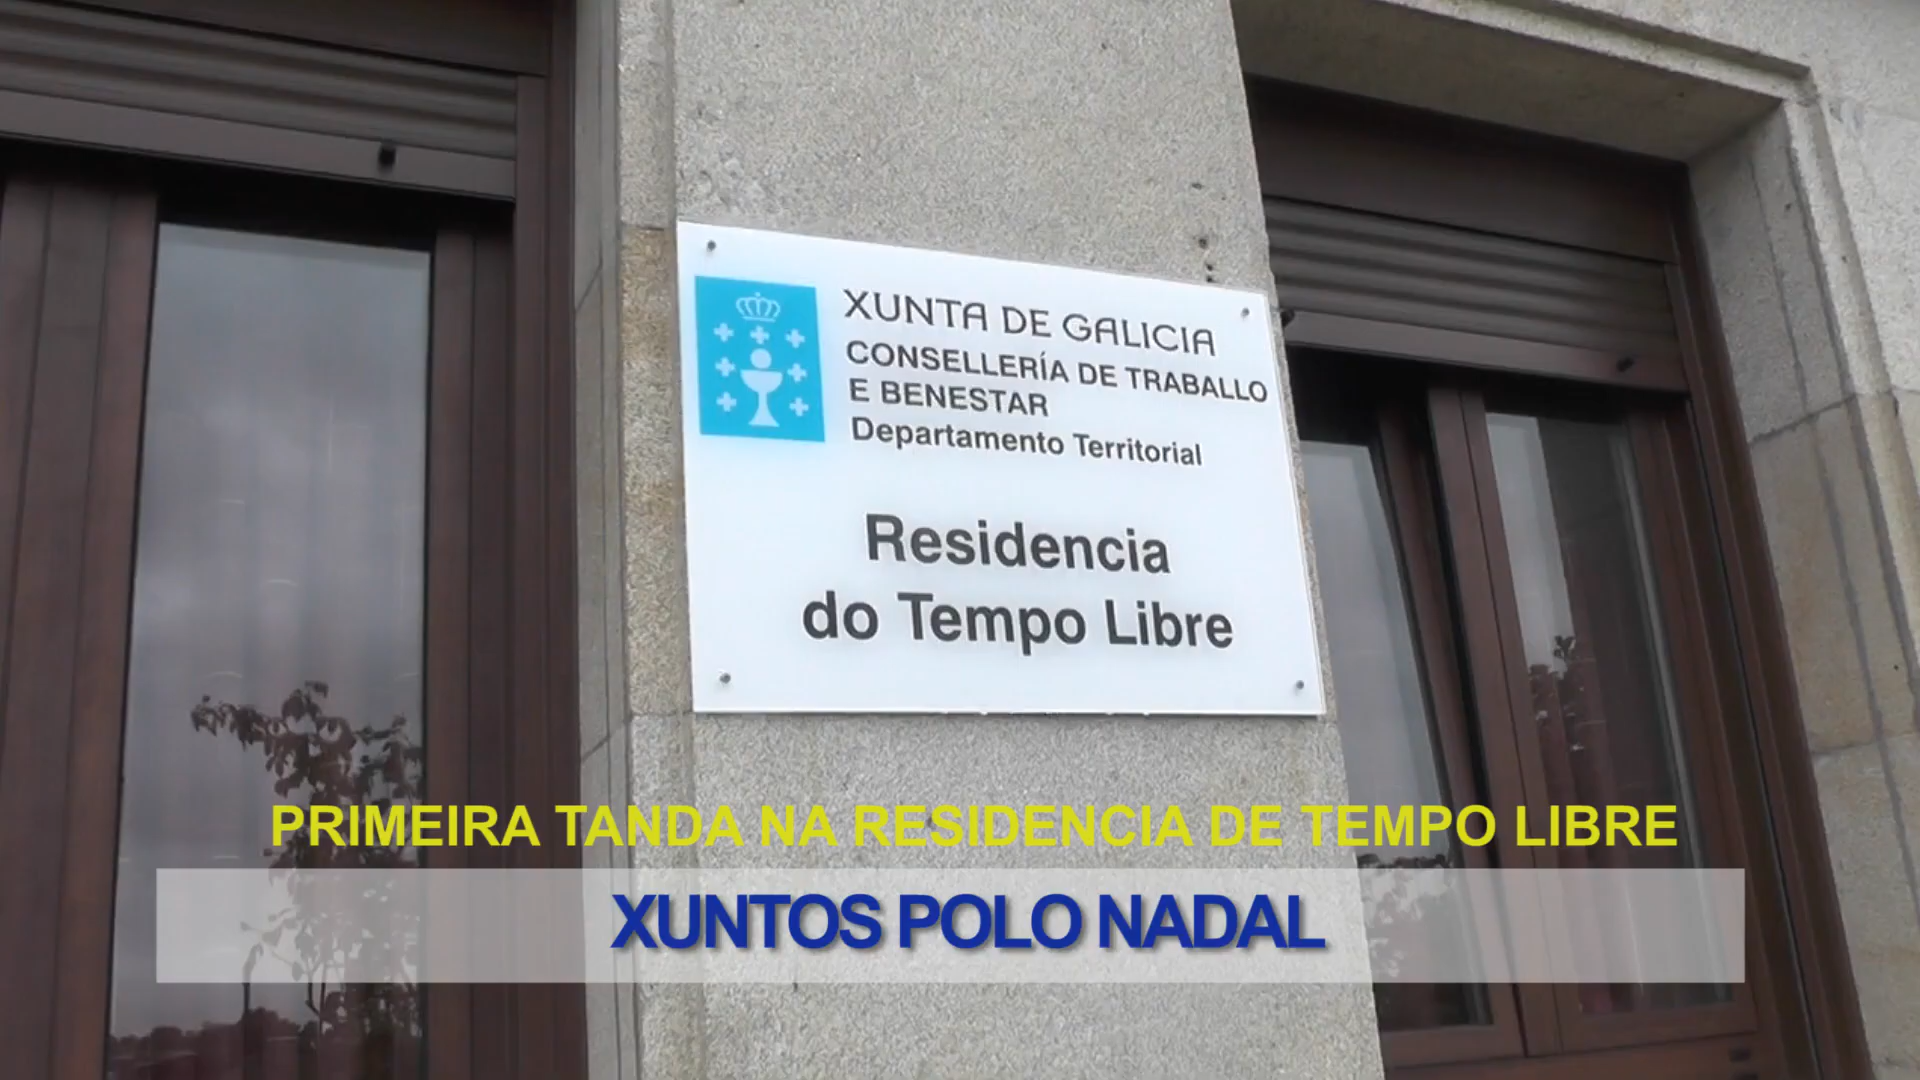 XUNTA DE GALICIA
CONSELLERÍA DE TRABALLO
E BENESTAR
Departamento Territorial
Residencia
do Tempo Libre
PRIMEIRA TANDA NA RESIDENCIA DE TEMPO LIBRE
XUNTOS POLO NADAL